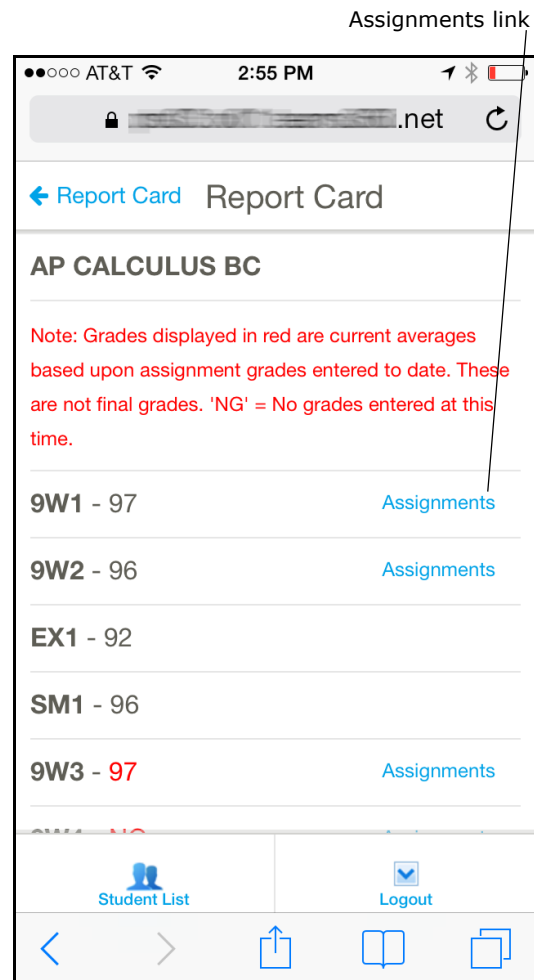 Assignments link
AT&T 2:55 PM
.net
Report Card Report Card
AP CALCULUS BC
Note: Grades displayed in red are current averages
based upon assignment grades entered to date. These
are not final grades. 'NG' = No grades entered at this
time.
9W1 - 97 Assignments
9W2 - 96 Assignments
EX1 - 92
SM1 - 96
9W3 - 97 Assignments
Student List Logout